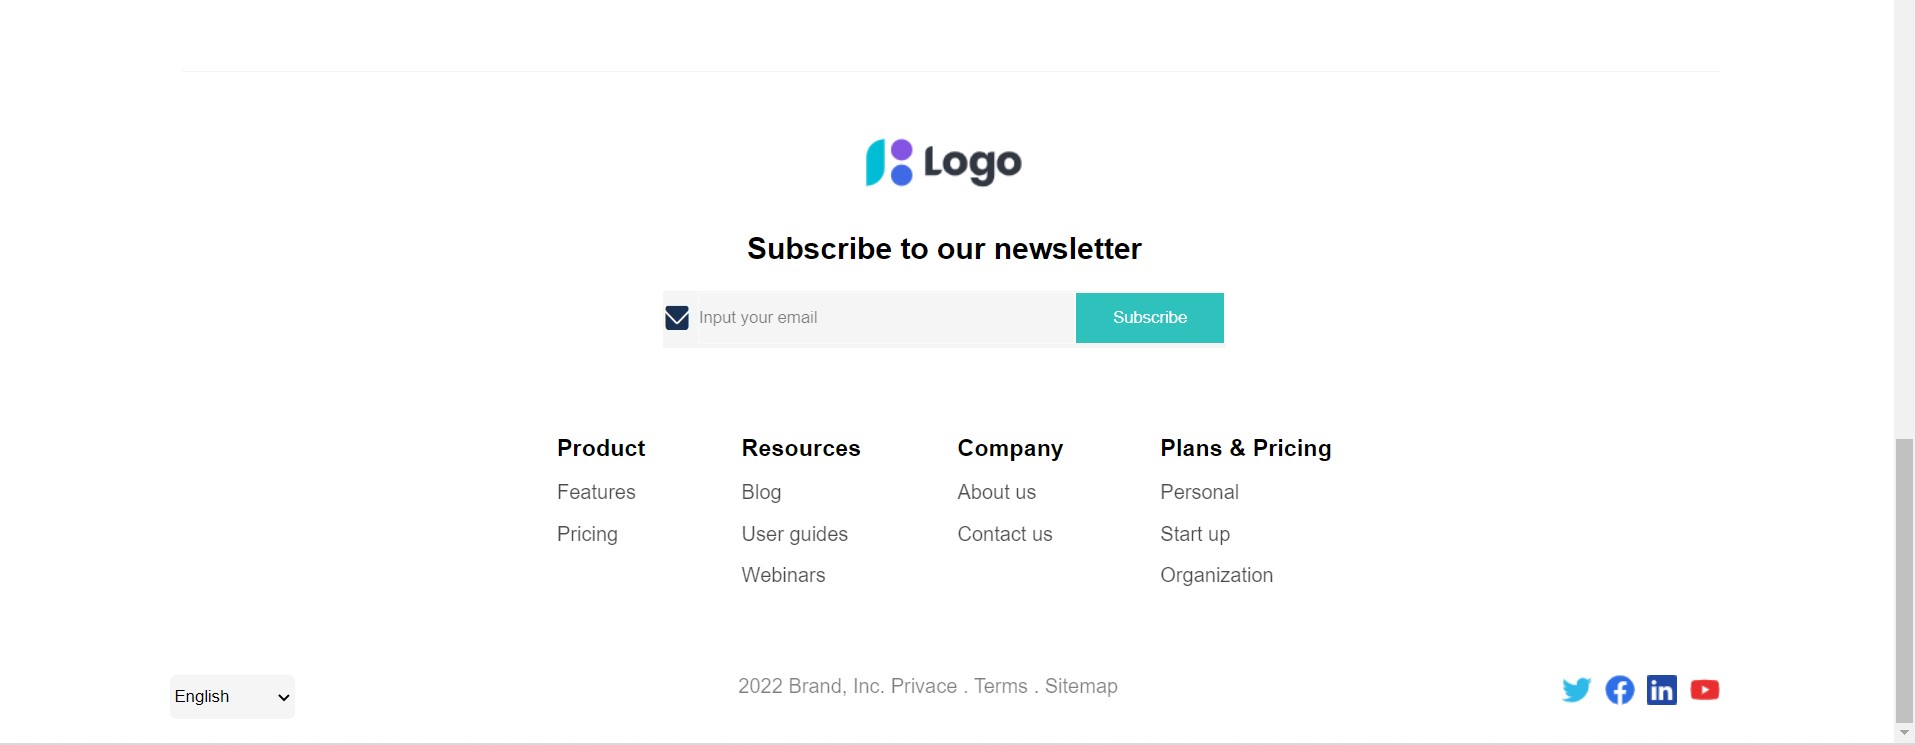 Logo
Subscribe to our newsletter
Input your email Subscribe
Product Resources Company Plans & Pricing
Features Blog About us Personal
Pricing User guides Contact us Start up
Webinars Organization
English 2022 Brand, Inc. Privace . Terms . Sitemap in